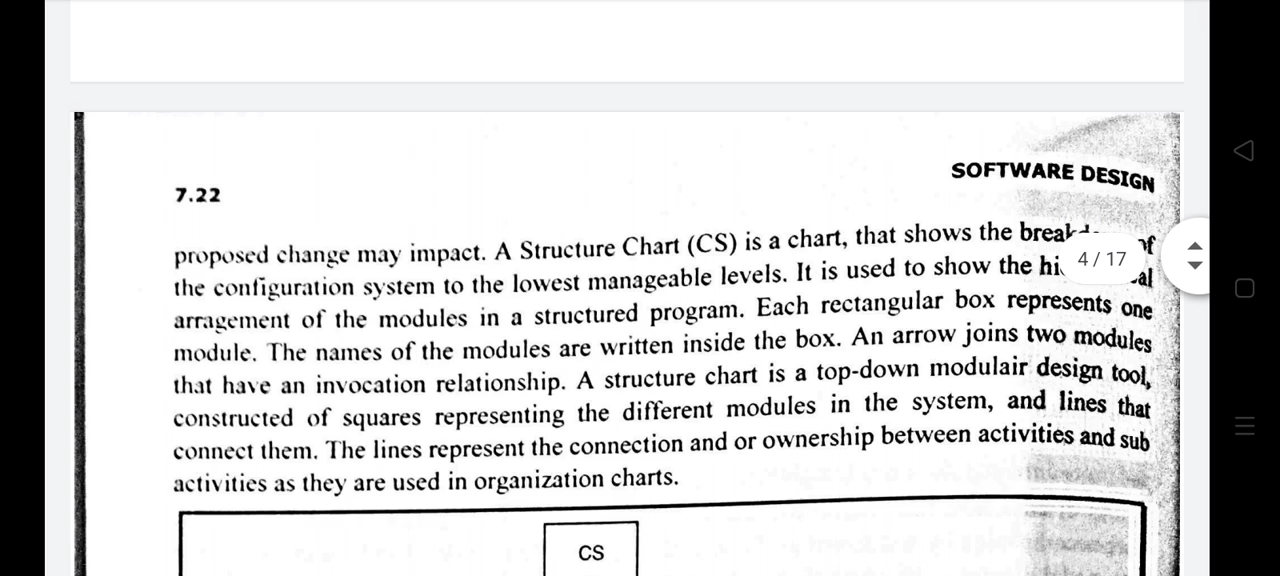 SOFTWARE DESIGN
7.22
proposed change may impact. A Structure Chart (CS) is a chart, that shows the of
the configuration system to the lowest manageable levels. It is used to show the
arragement of the modules in a structured program. Each rectangular box represents one
module. The names of the modules are written inside the box. An arrow joins two modules
that have an invocation relationship. A structure chart is a top-down modulair design tool,
constructed of squares representing the different modules in the system, and lines that
connect them. The lines represent the connection and or ownership between activities and sub
activities as they are used in organization charts.
4 / 17
CS